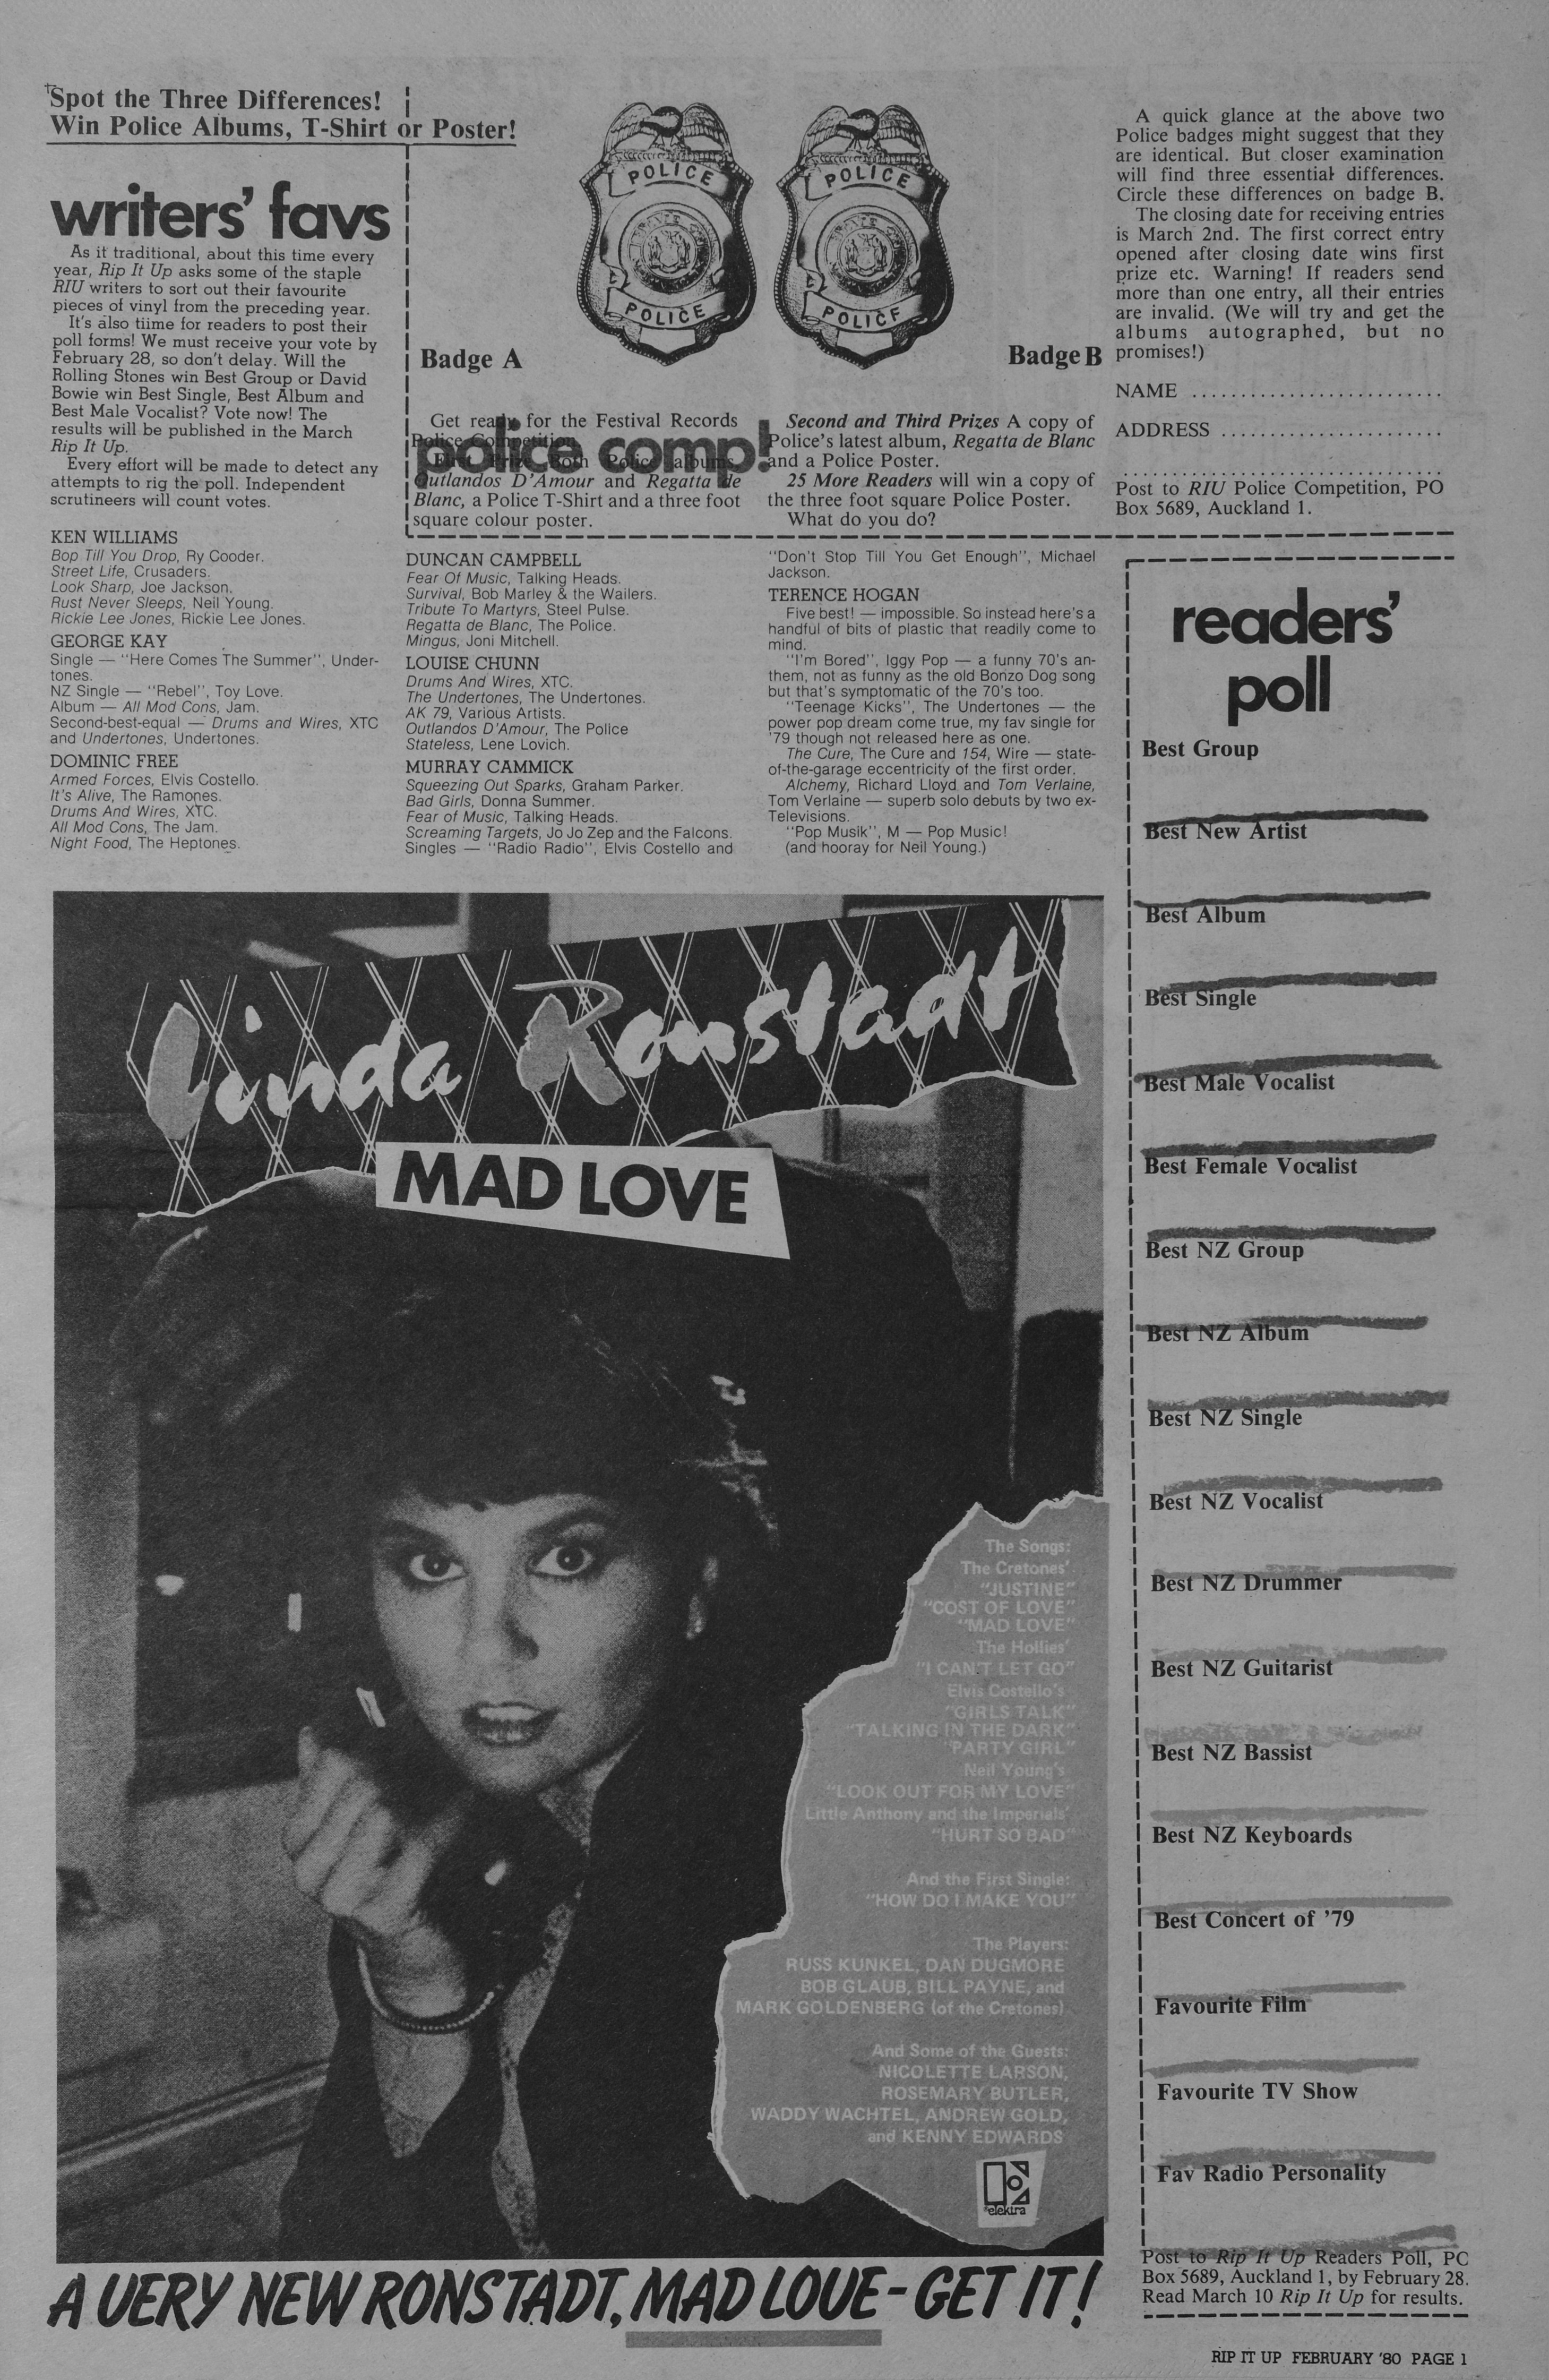 Spot the Three Differences!
Win Police Albums, T-Shirt or Poster!
writers' favs
As it traditional, about this time every
year, Rip It Up asks some of the staple
RIU writers to sort out their favourite
pieces of vinyl from the preceding year.
It's also tiime for readers to post their
poll forms! We must receive your vote by
February 28, so don't delay. Will the
Rolling Stones win Best Group or David
Bowie win Best Single, Best Album and
Best Male Vocalist? Vote now! The
results will be published in the March
Rip It Up.
Every effort will be made to detect any
attempts to rig the poll. Independent
scrutineers will count votes.
POLICE
POLICE
POLICE
POLICF
Badge A
Badge B
police comp!
Get ready for the Festival Records
Police Competition
First Prize Both Police albums
Outlandos D'Amour and Regatta de
Blanc, a Police T-Shirt and a three foot
square colour poster.
Second and Third Prizes A copy of
Police's latest album, Regatta de Blanc
and a Police Poster.
25 More Readers will win a copy of
the three foot square Police Poster.
What do you do?
A quick glance at the above two
Police badges might suggest that they
are identical. But closer examination
will find three essential differences.
Circle these differences on badge B.
The closing date for receiving entries
is March 2nd. The first correct entry
opened after closing date wins first
prize etc. Warning! If readers send
more than one entry, all their entries
are invalid. (We will try and get the
albums autographed, but no
promises!)
NAME ..........................
ADDRESS .......................
.................................
Post to RIU Police Competition, PO
Box 5689, Auckland 1.
KEN WILLIAMS
Bop Till You Drop, Ry Cooder.
Street Life, Crusaders.
Look Sharp, Joe Jackson.
Rust Never Sleeps, Neil Young.
Rickie Lee Jones, Rickie Lee Jones.
GEORGE KAY
Single — "Here Comes The Summer", Under-
tones.
NZ Single — "Rebel", Toy Love.
Album — All Mod Cons, Jam.
Second-best-equal — Drums and Wires, XTC
and Undertones, Undertones.
DOMINIC FREE
Armed Forces, Elvis Costello.
It's Alive, The Ramones.
Drums And Wires, XTC.
All Mod Cons, The Jam.
Night Food, The Heptones.
DUNCAN CAMPBELL
Fear Of Music, Talking Heads.
Survival, Bob Marley & the Wailers.
Tribute To Martyrs, Steel Pulse.
Regatta de Blanc, The Police.
Mingus, Joni Mitchell.
LOUISE CHUNN
Drums And Wires, XTC.
The Undertones, The Undertones.
AK 79, Various Artists.
Outlandos D'Amour, The Police
Stateless, Lene Lovich.
MURRAY CAMMICK
Squeezing Out Sparks, Graham Parker.
Bad Girls, Donna Summer.
Fear of Music, Talking Heads.
Screaming Targets, Jo Jo Zep and the Falcons.
Singles — "Radio Radio", Elvis Costello and
"Don't Stop Till You Get Enough", Michael
Jackson.
TERENCE HOGAN
Five best! — impossible. So instead here's a
handful of bits of plastic that readily come to
mind.
"I'm Bored", Iggy Pop — a funny 70's an-
them, not as funny as the old Bonzo Dog song
but that's symptomatic of the 70's too.
"Teenage Kicks", The Undertones — the
power pop dream come true, my fav single for
'79 though not released here as one.
The Cure, The Cure and 154, Wire — state-
of-the-garage eccentricity of the first order.
Alchemy, Richard Lloyd and Tom Verlaine,
Tom Verlaine — superb solo debuts by two ex-
Televisions.
"Pop Musik", M — Pop Music!
(and hooray for Neil Young.)
readers'
poll
Best Group
Best New Artist
Best Album
Best Single
Best Male Vocalist
Best Female Vocalist
Best NZ Group
Best NZ Album
Best NZ Single
Best NZ Vocalist
Best NZ Drummer
Best NZ Guitarist
Best NZ Bassist
Best NZ Keyboards
Best Concert of '79
Favourite Film
Favourite TV Show
Fav Radio Personality
Post to Rip It Up Readers Poll, PC
Box 5689, Auckland 1, by February 28.
Read March 10 Rip It Up for results.
Linda Ronstadt
MAD LOVE
The Songs:
The Cretones'
"JUSTINE"
"COST OF LOVE"
"MAD LOVE"
The Hollies'
"I CAN'T LET GO"
Elvis Costello's
"GIRLS TALK"
"TALKING IN THE DARK"
"PARTY GIRL"
Neil Young's
"LOOK OUT FOR MY LOVE"
Little Anthony and the Imperials'
"HURT SO BAD"
And the First Single:
"HOW DO I MAKE YOU"
The Players:
RUSS KUNKEL, DAN DUGMORE
BOB GLAUB, BILL PAYNE, and
MARK GOLDENBERG (of the Cretones)
And Some of the Guests:
NICOLETTE LARSON,
ROSEMARY BUTLER,
WADDY WACHTEL, ANDREW GOLD,
and KENNY EDWARDS
elektra
A VERY NEW RONSTADT, MAD LOVE - GET IT!
RIP IT UP FEBRUARY '80 PAGE 1